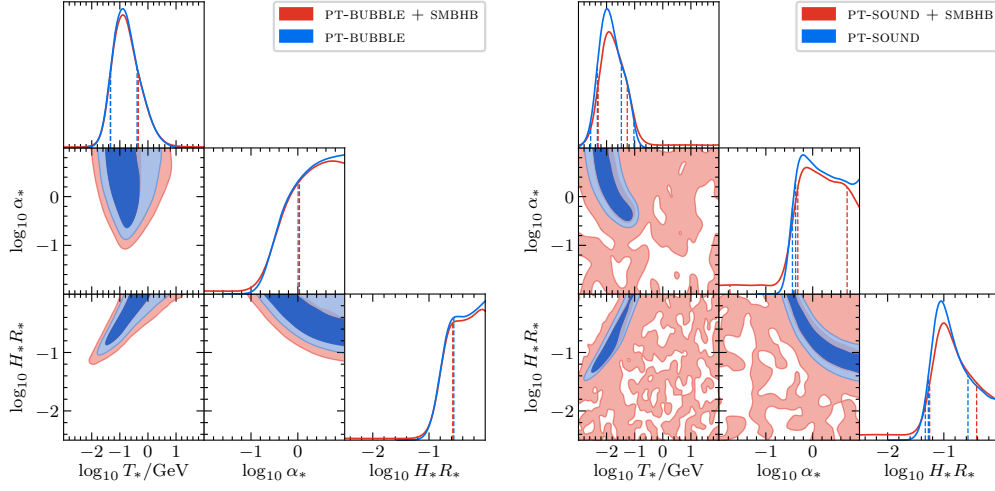 PT-BUBBLE + SMBHB
PT-BUBBLE
PT-SOUND + SMBHB
PT-SOUND
log₁₀ α∗
0
−1
log₁₀ α∗
0
−1
log₁₀ H∗R∗
−1
−2
log₁₀ H∗R∗
−1
−2
−2 −1 0 1
−1 0
−2 −1
−2 −1 0 1
−1 0
−2 −1
log₁₀ T∗/GeV
log₁₀ α∗
log₁₀ H∗R∗
log₁₀ T∗/GeV
log₁₀ α∗
log₁₀ H∗R∗